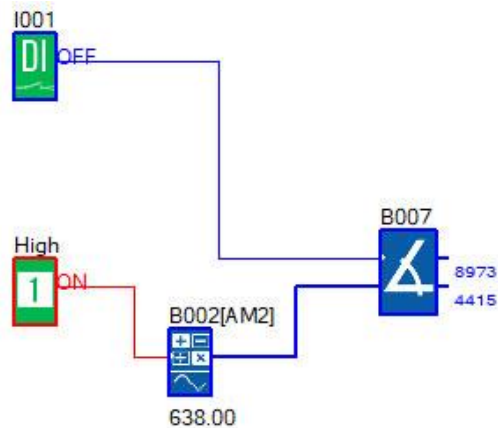 I001
DI
OFF
B007
8973
4415
High
1
ON
B002[AM2]
638.00